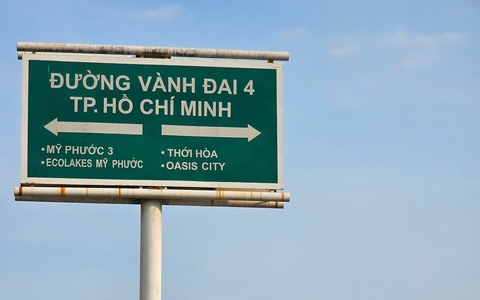 ĐƯỜNG VÀNH ĐAI 4
TP. HỒ CHÍ MINH
• MỸ PHƯỚC 3
• ECOLAKES MỸ PHƯỚC
• THỚI HÒA
• OASIS CITY